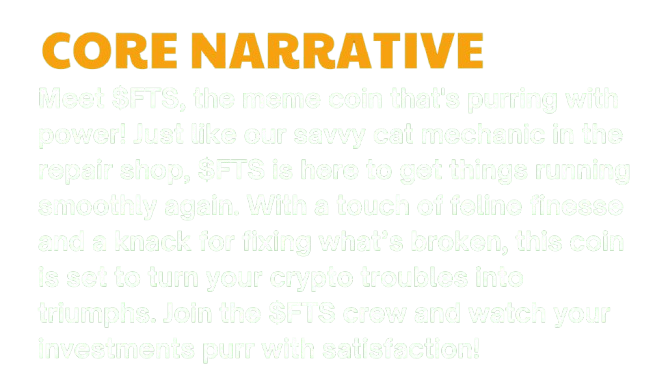 CORE NARRATIVE
Meet $FTS, the meme coin that's purring with
power! Just like our savvy cat mechanic in the
repair shop, $FTS is here to get things running
smoothly again. With a touch of feline finesse
and a knack for fixing what's broken, this coin
is set to turn your crypto troubles into
triumphs. Join the $FTS crew and watch your
investments purr with satisfaction!